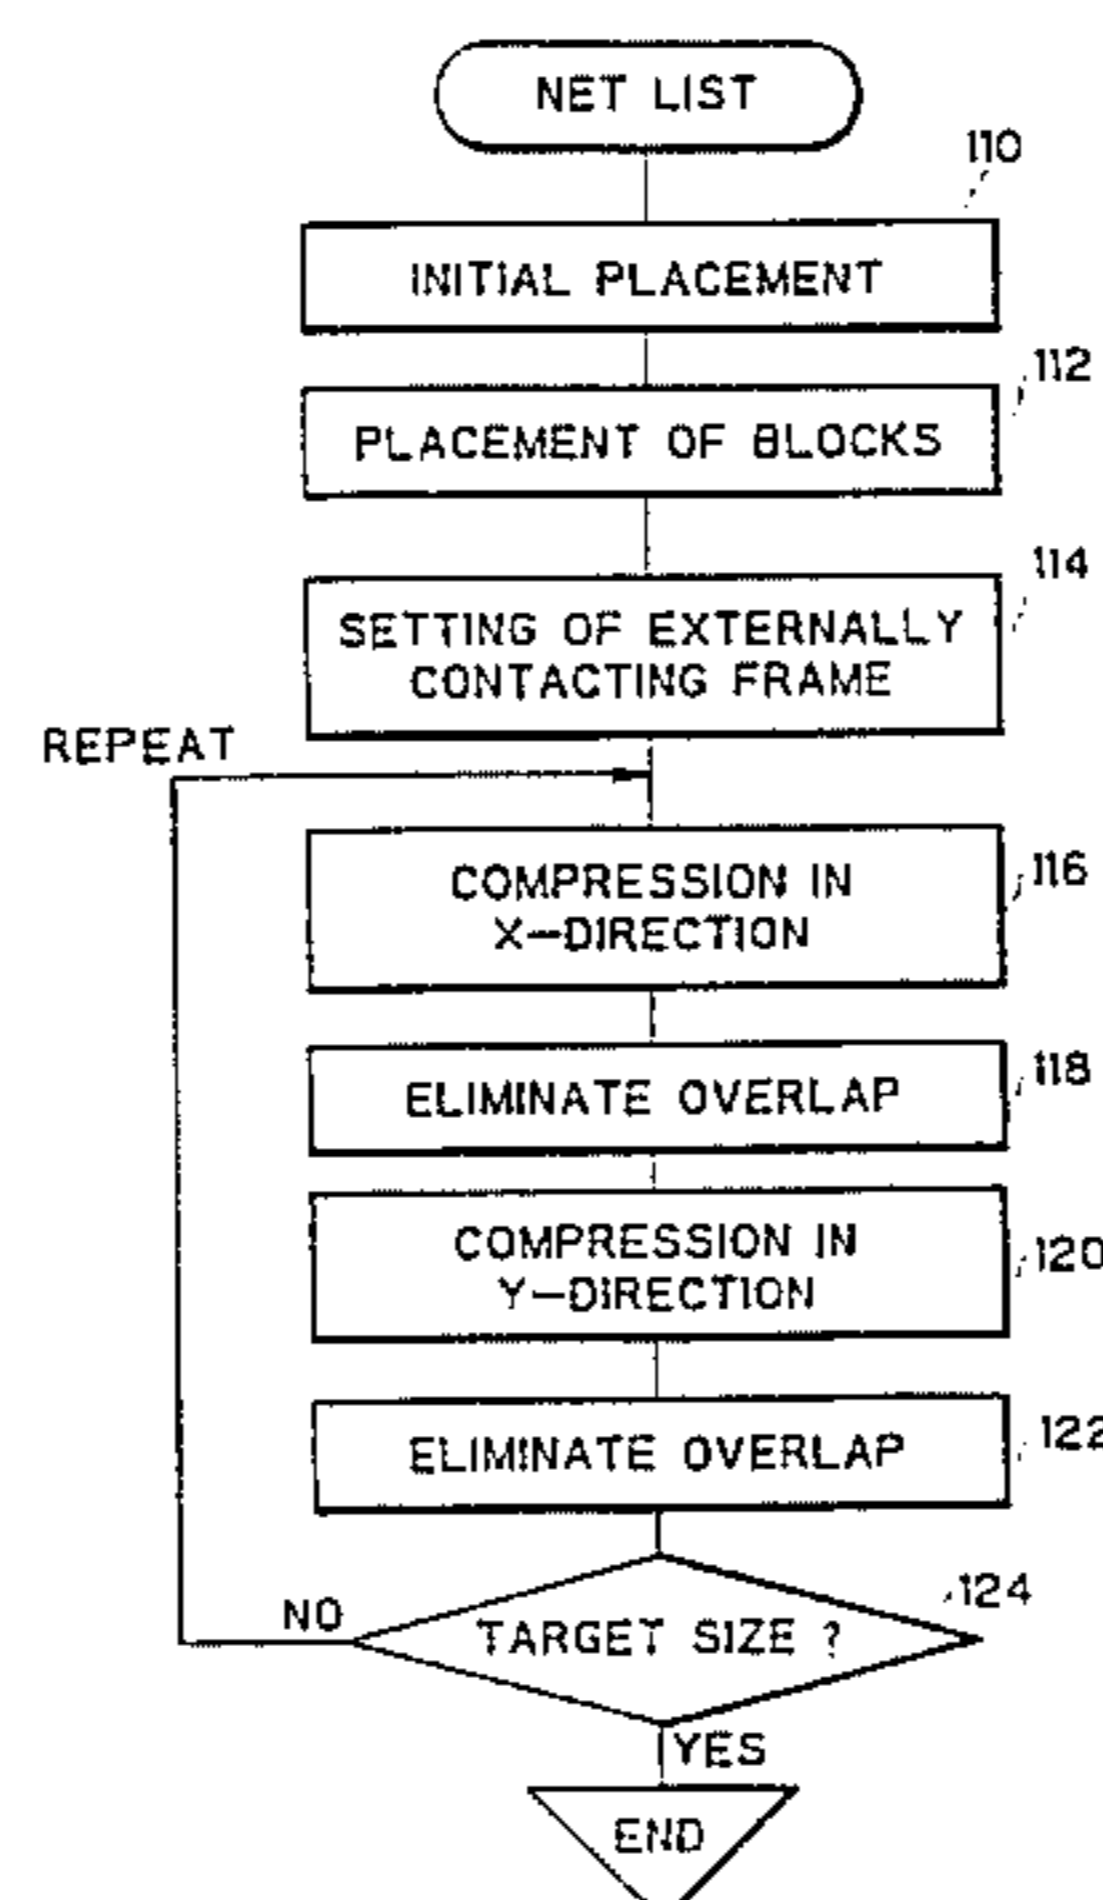 NET LIST
110
INITIAL PLACEMENT
112
PLACEMENT OF BLOCKS
114
SETTING OF EXTERNALLY
CONTACTING FRAME
REPEAT
116
COMPRESSION IN
X-DIRECTION
118
ELIMINATE OVERLAP
120
COMPRESSION IN
Y-DIRECTION
122
ELIMINATE OVERLAP
124
NO
TARGET SIZE ?
YES
END